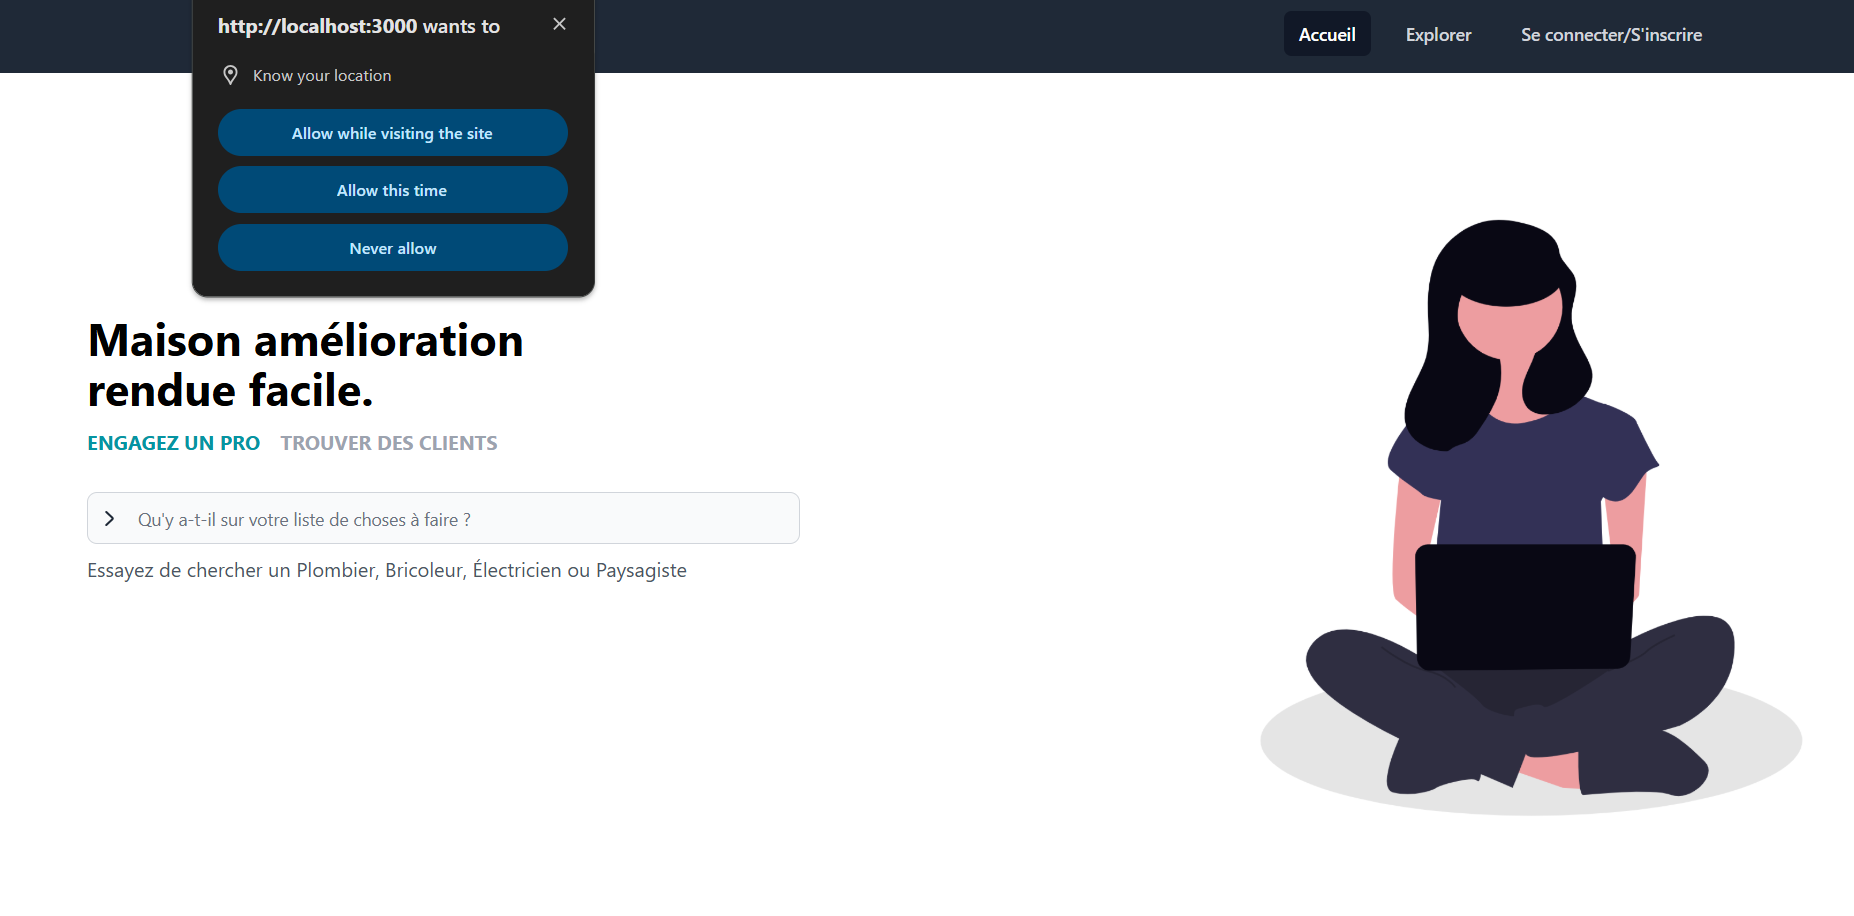 http://localhost:3000 wants to
Know your location
Allow while visiting the site
Allow this time
Never allow
Accueil
Explorer
Se connecter/S'inscrire
Maison amélioration
rendue facile.
ENGAGEZ UN PRO
TROUVER DES CLIENTS
Qu'y a-t-il sur votre liste de choses à faire ?
Essayez de chercher un Plombier, Bricoleur, Électricien ou Paysagiste